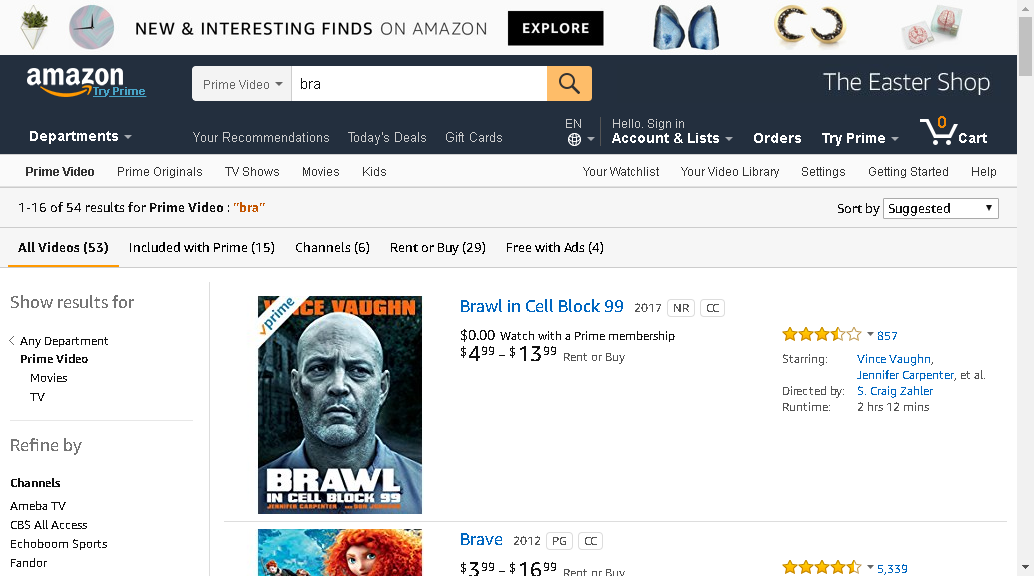 NEW & INTERESTING FINDS ON AMAZON EXPLORE
amazon
Try Prime
Prime Video
bra
The Easter Shop
Departments
Your Recommendations Today's Deals Gift Cards
EN
Hello. Sign in
Account & Lists
Orders
Try Prime
0
Cart
Prime Video Prime Originals TV Shows Movies Kids Your Watchlist Your Video Library Settings Getting Started Help
1-16 of 54 results for Prime Video : "bra"
Sort by Suggested
All Videos (53) Included with Prime (15) Channels (6) Rent or Buy (29) Free with Ads (4)
Show results for
Any Department
Prime Video
Movies
TV
Refine by
Channels
Ameba TV
CBS All Access
Echoboom Sports
Fandor
prime
VINCE VAUGHN
BRAWL
IN CELL BLOCK 99
JENNIFER CARPENTER AND DON JOHNSON
Brawl in Cell Block 99 2017 NR CC
$0.00 Watch with a Prime membership
$4.99 - $13.99 Rent or Buy
857
Starring: Vince Vaughn,
Jennifer Carpenter, et al.
Directed by: S. Craig Zahler
Runtime: 2 hrs 12 mins
Brave 2012 PG CC
$3.99 - $16.99 Rent or Buy
5,339